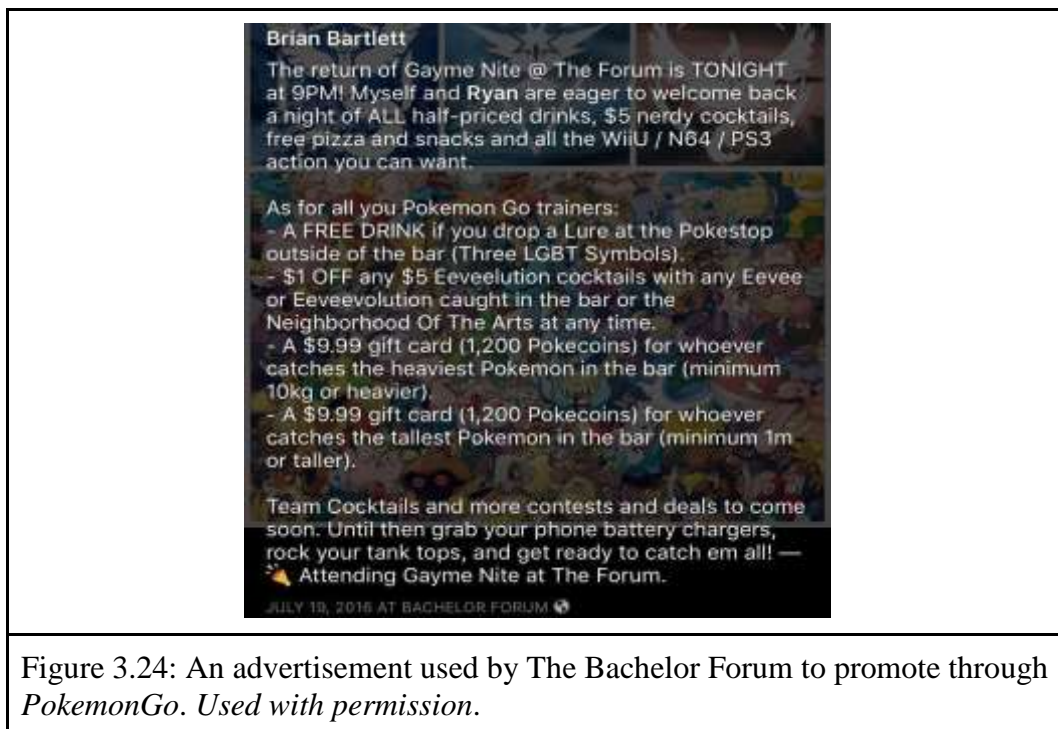 Brian Bartlett
The return of Gayme Nite @ The Forum is TONIGHT
at 9PM! Myself and Ryan are eager to welcome back
a night of ALL half-priced drinks, $5 nerdy cocktails,
free pizza and snacks and all the WiiU / N64 / PS3
action you can want.
As for all you Pokemon Go trainers:
- A FREE DRINK if you drop a Lure at the Pokestop
outside of the bar (Three LGBT Symbols).
- $1 OFF any $5 Eeveelution cocktails with any Eevee
or Eeveevolution caught in the bar or the
Neighborhood Of The Arts at any time.
- A $9.99 gift card (1,200 Pokecoins) for whoever
catches the heaviest Pokemon in the bar (minimum
10kg or heavier).
- A $9.99 gift card (1,200 Pokecoins) for whoever
catches the tallest Pokemon in the bar (minimum 1m
or taller).
Team Cocktails and more contests and deals to come
soon. Until then grab your phone battery chargers,
rock your tank tops, and get ready to catch em all! —
🎉 Attending Gayme Nite at The Forum.
JULY 19, 2016 AT BACHELOR FORUM
Figure 3.24: An advertisement used by The Bachelor Forum to promote through
PokemonGo. Used with permission.